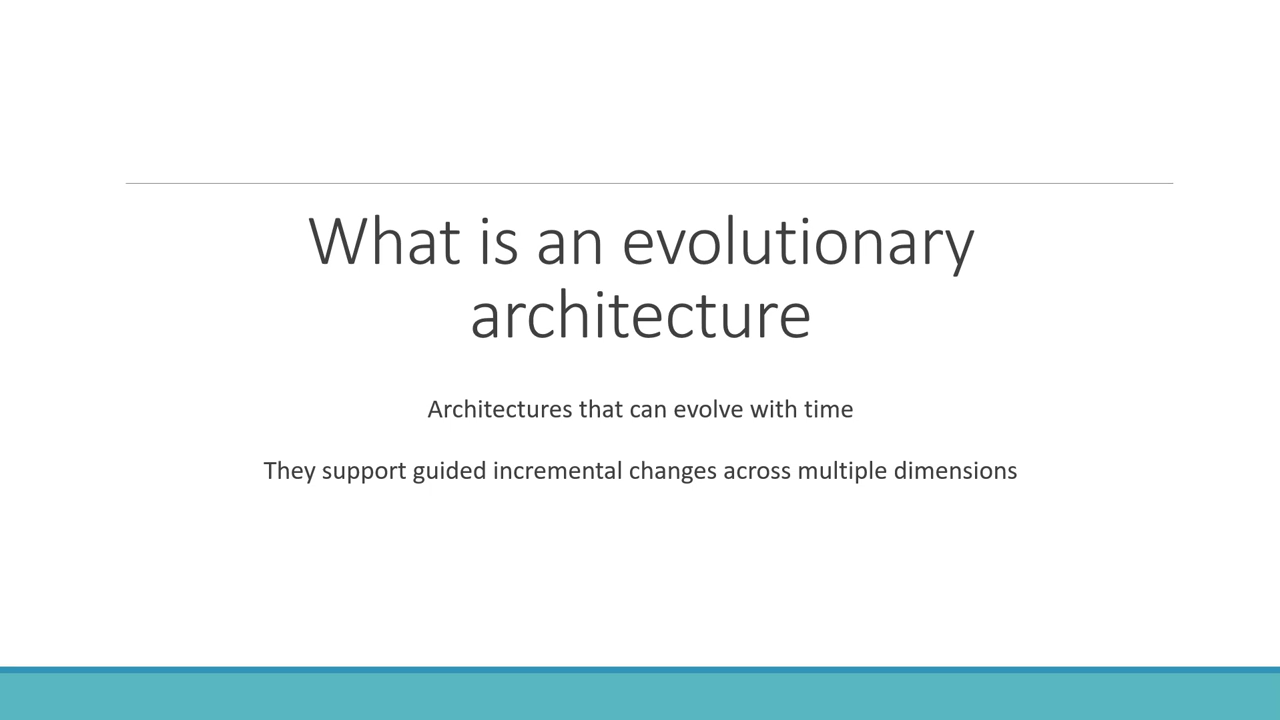 What is an evolutionary
architecture
Architectures that can evolve with time
They support guided incremental changes across multiple dimensions